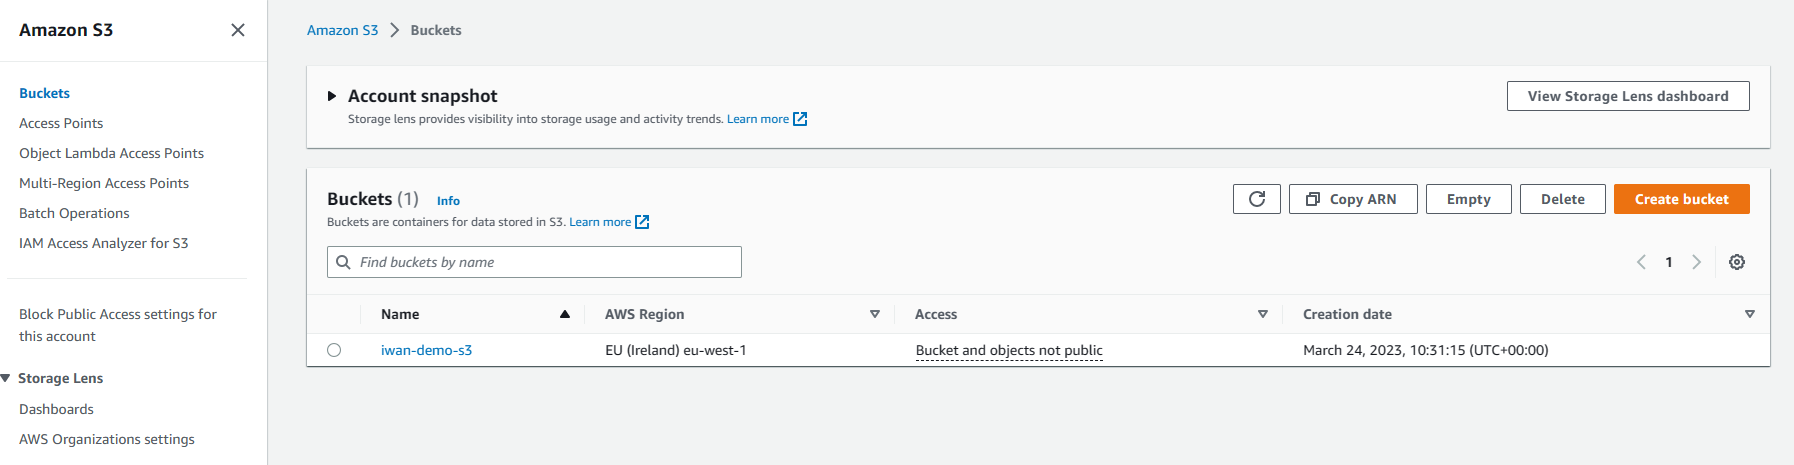 Amazon S3
Buckets
Access Points
Object Lambda Access Points
Multi-Region Access Points
Batch Operations
IAM Access Analyzer for S3
Block Public Access settings for
this account
Storage Lens
Dashboards
AWS Organizations settings
Amazon S3 > Buckets
Account snapshot
View Storage Lens dashboard
Storage lens provides visibility into storage usage and activity trends. Learn more
Buckets (1) Info
Copy ARN Empty Delete Create bucket
Buckets are containers for data stored in S3. Learn more
Find buckets by name
1
Name AWS Region Access Creation date
iwan-demo-s3 EU (Ireland) eu-west-1 Bucket and objects not public March 24, 2023, 10:31:15 (UTC+00:00)